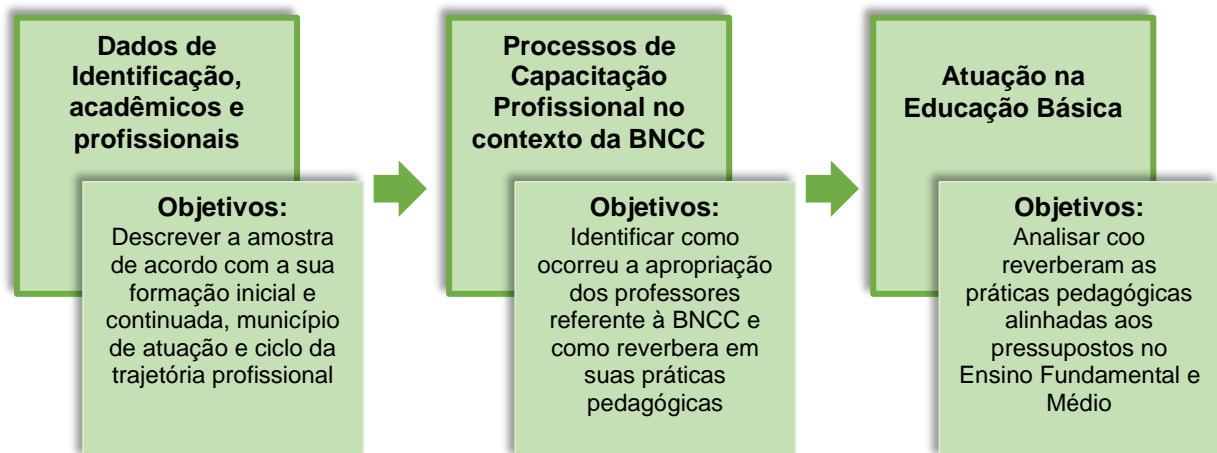 Dados de
Identificação,
acadêmicos e
profissionais
Objetivos:
Descrever a amostra
de acordo com a sua
formação inicial e
continuada, município
de atuação e ciclo da
trajetória profissional
Processos de
Capacitação
Profissional no
contexto da BNCC
Objetivos:
Identificar como
ocorreu a apropriação
dos professores
referente à BNCC e
como reverbera em
suas práticas
pedagógicas
Atuação na
Educação Básica
Objetivos:
Analisar coo
reverberam as
práticas pedagógicas
alinhadas aos
pressupostos no
Ensino Fundamental e
Médio